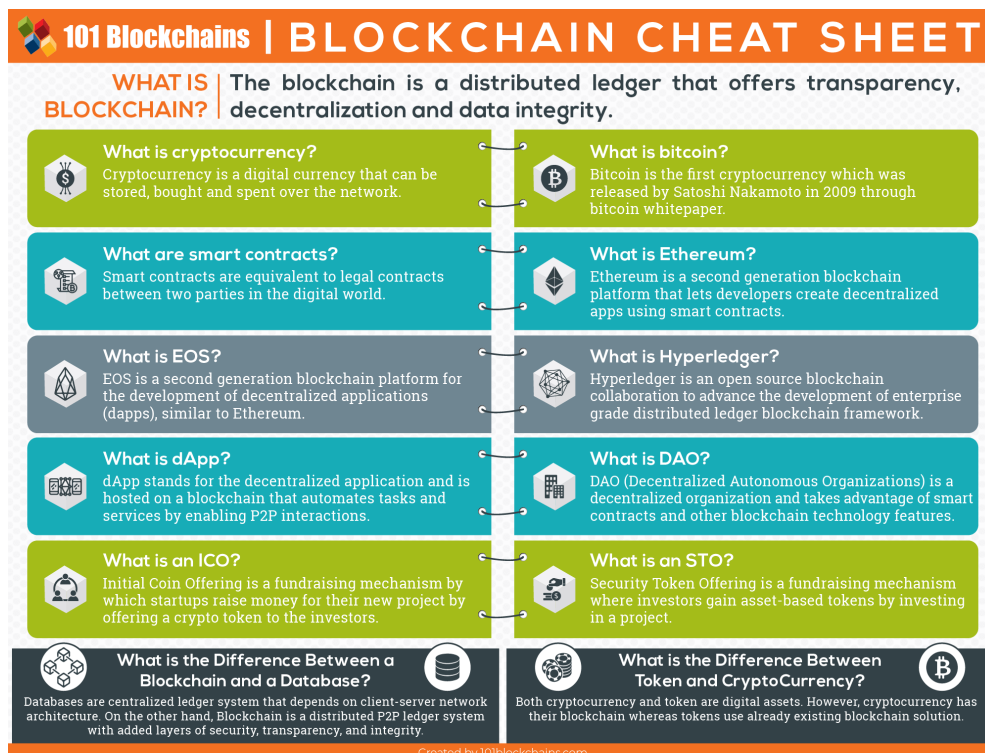 101 Blockchains | BLOCKCHAIN CHEAT SHEET
WHAT IS
BLOCKCHAIN?
The blockchain is a distributed ledger that offers transparency,
decentralization and data integrity.
What is cryptocurrency?
Cryptocurrency is a digital currency that can be
stored, bought and spent over the network.
What is bitcoin?
Bitcoin is the first cryptocurrency which was
released by Satoshi Nakamoto in 2009 through
bitcoin whitepaper.
What are smart contracts?
Smart contracts are equivalent to legal contracts
between two parties in the digital world.
What is Ethereum?
Ethereum is a second generation blockchain
platform that lets developers create decentralized
apps using smart contracts.
What is EOS?
EOS is a second generation blockchain platform for
the development of decentralized applications
(dapps), similar to Ethereum.
What is Hyperledger?
Hyperledger is an open source blockchain
collaboration to advance the development of enterprise
grade distributed ledger blockchain framework.
What is dApp?
dApp stands for the decentralized application and is
hosted on a blockchain that automates tasks and
services by enabling P2P interactions.
What is DAO?
DAO (Decentralized Autonomous Organizations) is a
decentralized organization and takes advantage of smart
contracts and other blockchain technology features.
What is an ICO?
Initial Coin Offering is a fundraising mechanism by
which startups raise money for their new project by
offering a crypto token to the investors.
What is an STO?
Security Token Offering is a fundraising mechanism
where investors gain asset-based tokens by investing
in a project.
What is the Difference Between a
Blockchain and a Database?
Databases are centralized ledger system that depends on client-server network
architecture. On the other hand, Blockchain is a distributed P2P ledger system
with added layers of security, transparency, and integrity.
What is the Difference Between
Token and CryptoCurrency?
Both cryptocurrency and token are digital assets. However, cryptocurrency has
their blockchain whereas tokens use already existing blockchain solution.
Created by 101blockchains.com